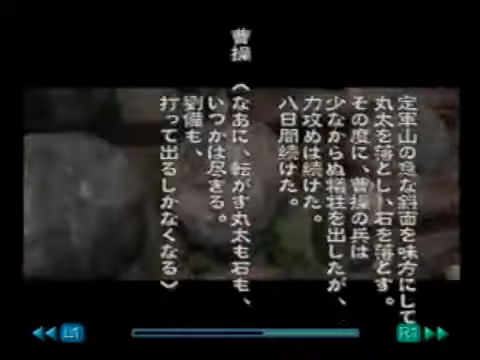 定軍山の急な斜面を味方にして
丸太を落とし、石を落とす。
その度に、曹操の兵は
少なからぬ犠牲を出したが、
力攻めは続けた。
八日間続けた。
曹操 （なあに、転がす丸太も石も、
いつかは尽きる。
劉備も、
打って出るしかなくなる）
L1
R1